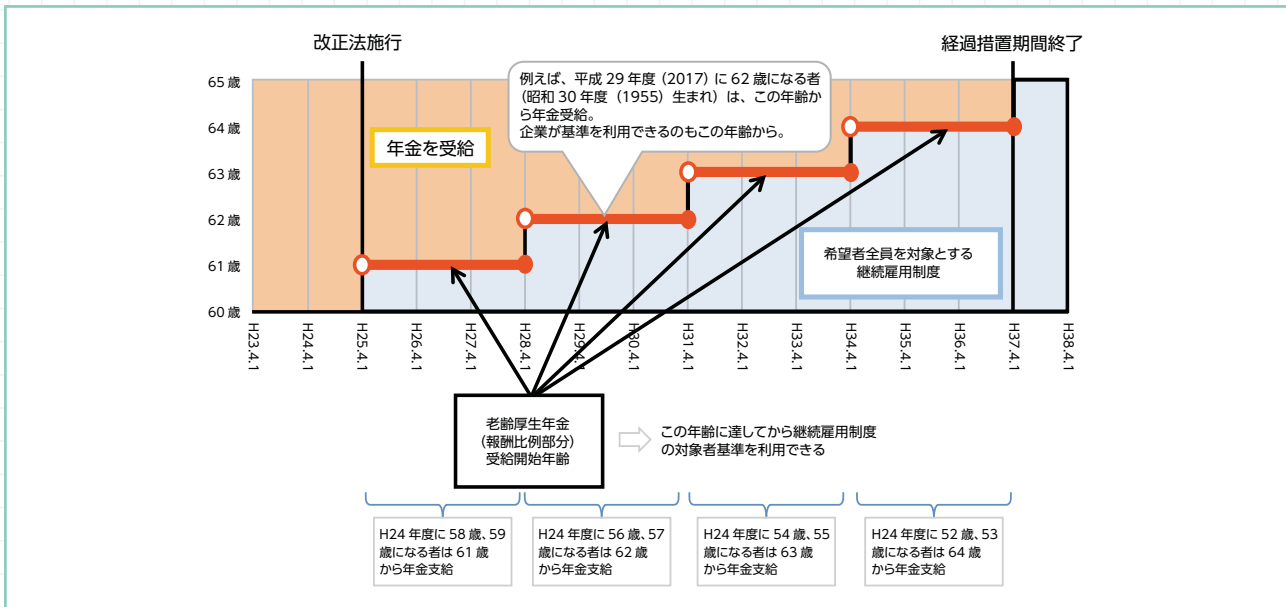 改正法施行
経過措置期間終了
65歳
64歳
63歳
62歳
61歳
60歳
例えば、平成 29 年度（2017）に 62 歳になる者
（昭和 30 年度（1955）生まれ）は、この年齢か
ら年金受給。
企業が基準を利用できるのもこの年齢から。
年金を受給
希望者全員を対象とする
継続雇用制度
H23.4.1
H24.4.1
H25.4.1
H26.4.1
H27.4.1
H28.4.1
H29.4.1
H30.4.1
H31.4.1
H32.4.1
H33.4.1
H34.4.1
H35.4.1
H36.4.1
H37.4.1
H38.4.1
老齢厚生年金
（報酬比例部分）
受給開始年齢
この年齢に達してから継続雇用制度
の対象者基準を利用できる
H24 年度に 58 歳、59
歳になる者は 61 歳
から年金支給
H24 年度に 56 歳、57
歳になる者は 62 歳
から年金支給
H24 年度に 54 歳、55
歳になる者は 63 歳
から年金支給
H24 年度に 52 歳、53
歳になる者は 64 歳
から年金支給